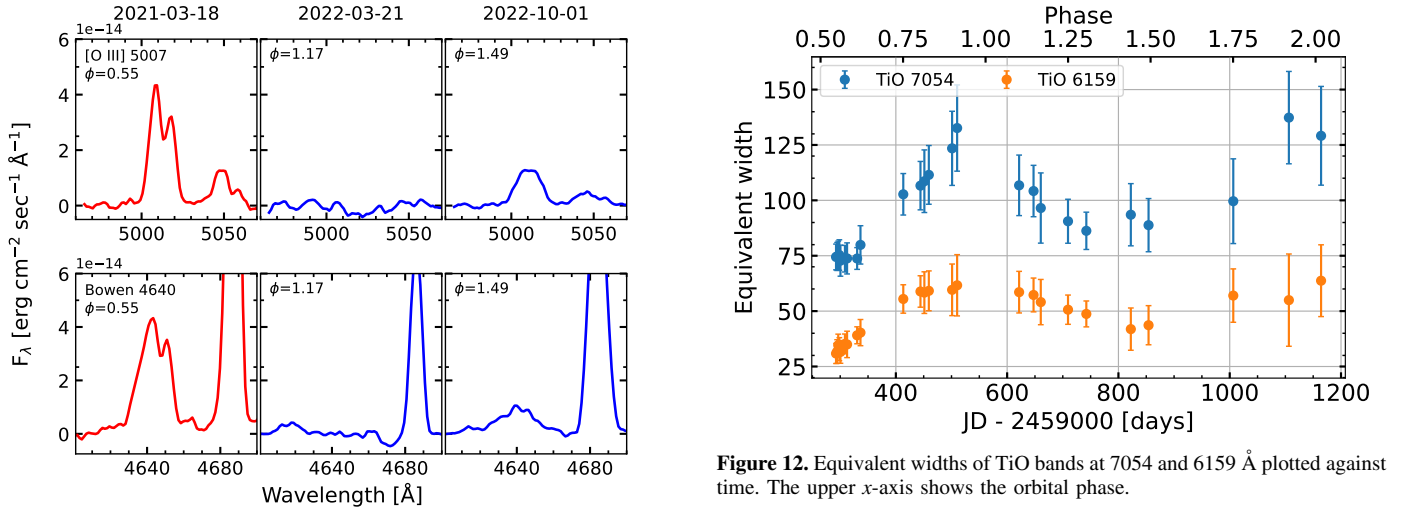 2021-03-18 2022-03-21 2022-10-01
1e−14
6
4
2
0
[O III] 5007
ϕ=0.55
ϕ=1.17
ϕ=1.49
5000 5050 5000 5050 5000 5050
1e−14
6
4
2
0
Bowen 4640
ϕ=0.55
ϕ=1.17
ϕ=1.49
4640 4680 4640 4680 4640 4680
Fλ [erg cm−2 sec−1 Å−1]
Wavelength [Å]
Phase
0.50 0.75 0.90 1.10 1.25 1.50 1.75 2.0
TiO 7054 TiO 6159
150
125
100
75
50
25
Equivalent width
400 600 800 1000 1200
JD - 2459000 [days]
Figure 12. Equivalent widths of TiO bands at 7054 and 6159 Å plotted against
time. The upper x-axis shows the orbital phase.